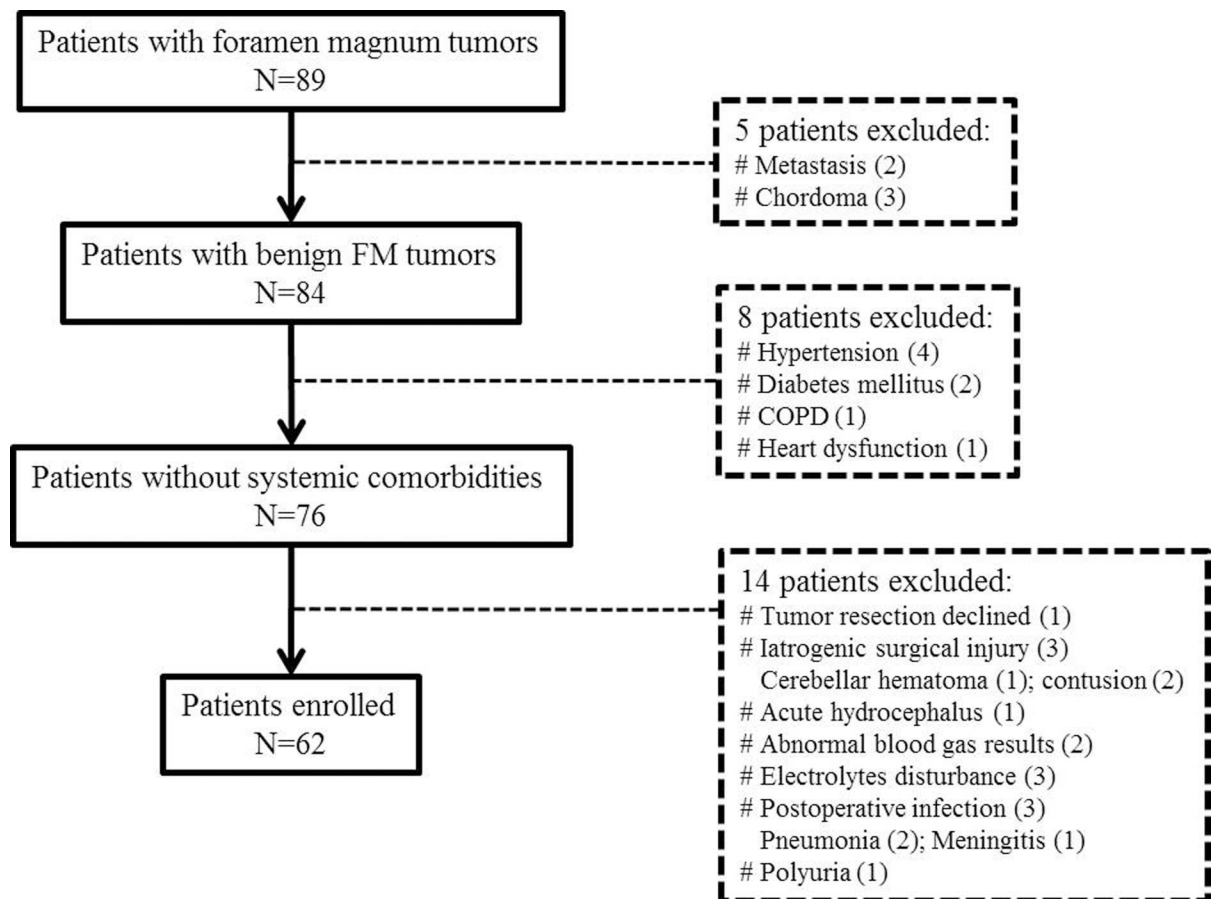 Patients with foramen magnum tumors
N=89
5 patients excluded:
# Metastasis (2)
# Chordoma (3)
Patients with benign FM tumors
N=84
8 patients excluded:
# Hypertension (4)
# Diabetes mellitus (2)
# COPD (1)
# Heart dysfunction (1)
Patients without systemic comorbidities
N=76
14 patients excluded:
# Tumor resection declined (1)
# Iatrogenic surgical injury (3)
Cerebellar hematoma (1); contusion (2)
# Acute hydrocephalus (1)
# Abnormal blood gas results (2)
# Electrolytes disturbance (3)
# Postoperative infection (3)
Pneumonia (2); Meningitis (1)
# Polyuria (1)
Patients enrolled
N=62